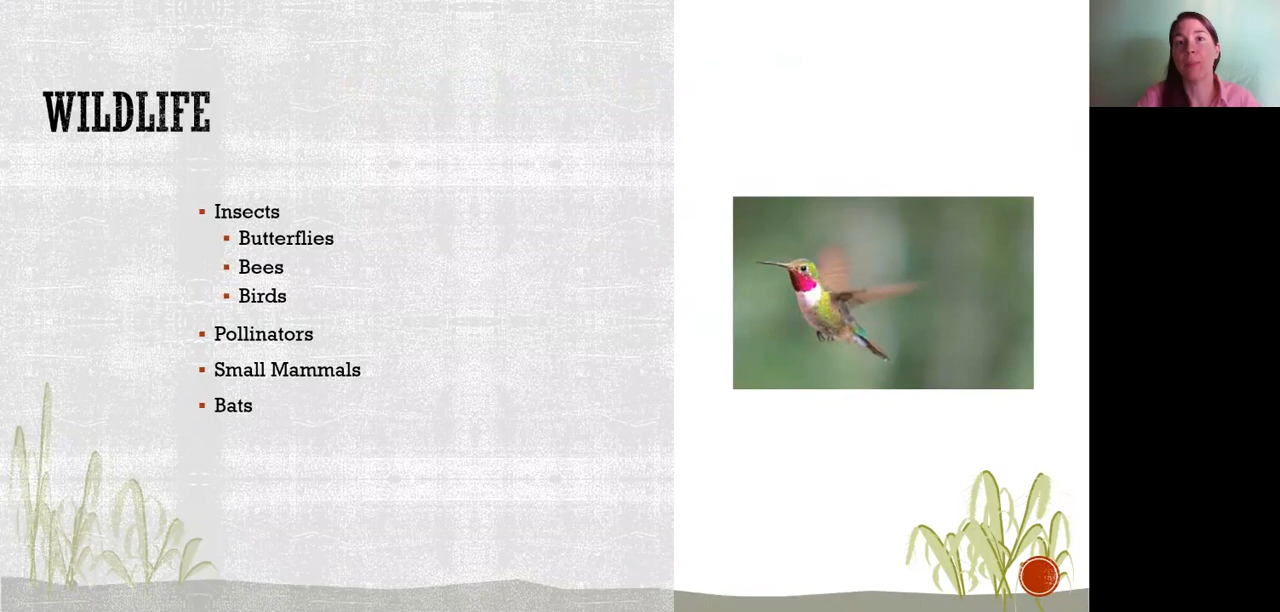 WILDLIFE
Insects
Butterflies
Bees
Birds
Pollinators
Small Mammals
Bats